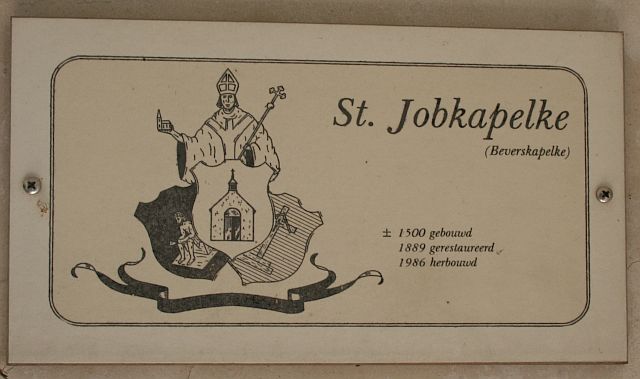 St. Jobkapelke
(Beverskapelke)
± 1500 gebouwd
1889 gerestaureerd
1986 herbouwd